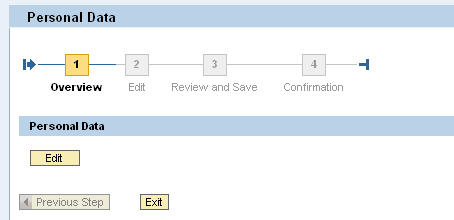 Personal Data
1 2 3 4
Overview Edit Review and Save Confirmation
Personal Data
Edit
Previous Step Exit